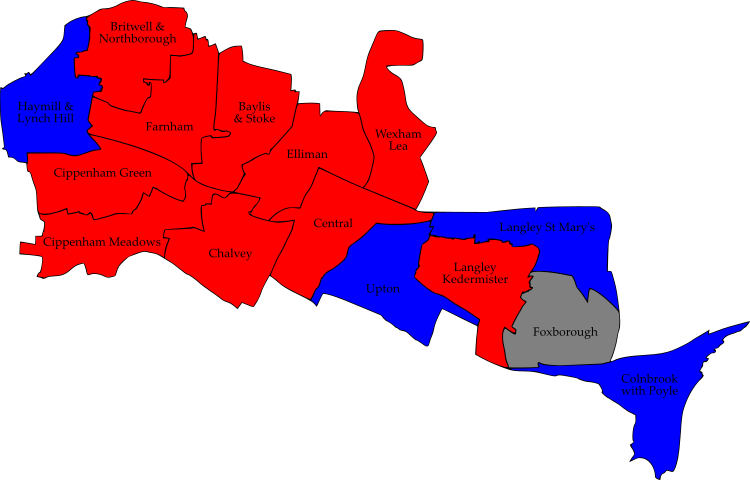 Britwell &
Northborough
Haymill &
Lynch Hill
Farnham
Baylis
& Stoke
Wexham
Lea
Elliman
Cippenham Green
Cippenham Meadows
Chalvey
Central
Langley St Mary's
Upton
Langley
Kedermister
Foxborough
Colnbrook
with Poyle